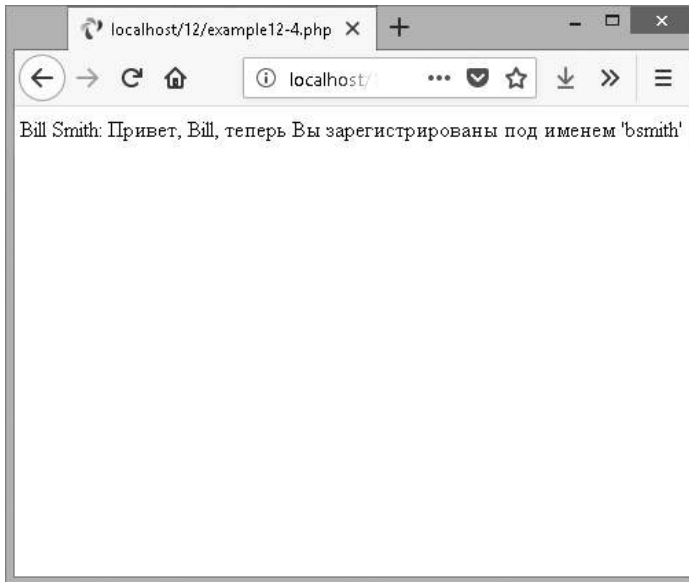 localhost/12/example12-4.php
localhost/
Bill Smith: Привет, Bill, теперь Вы зарегистрированы под именем 'bsmith'